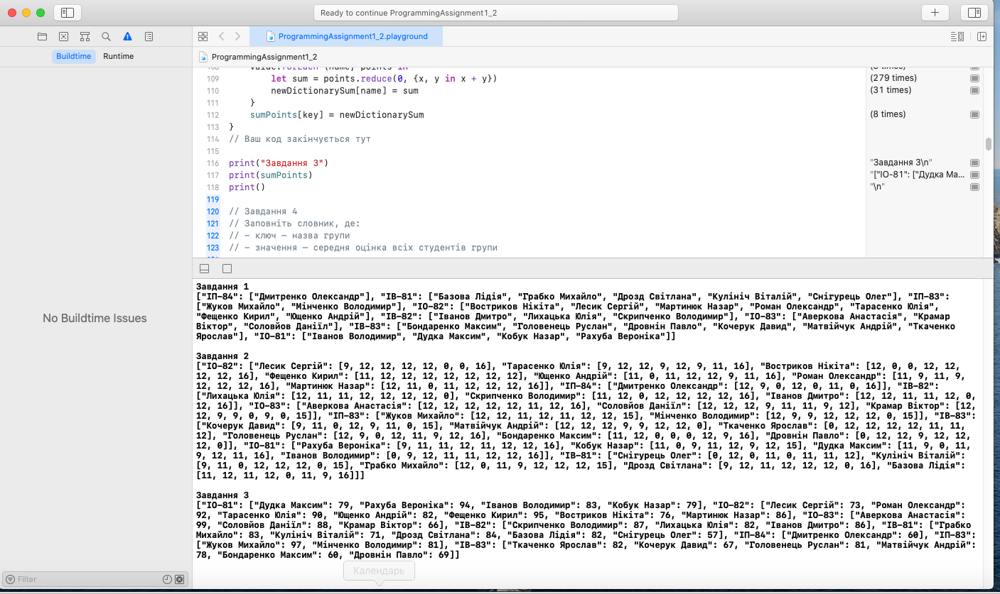 Ready to continue ProgrammingAssignment1_2
ProgrammingAssignment1_2.playground
Buildtime Runtime
ProgrammingAssignment1_2
108 value.forEach {name, points in
109 let sum = points.reduce(0, {x, y in x + y}) (279 times)
110 newDictionarySum[name] = sum (31 times)
111 }
112 sumPoints[key] = newDictionarySum (8 times)
113 }
114 // Ваш код закінчується тут
115
116 print("Завдання 3") "Завдання 3\n"
117 print(sumPoints) "["ІО-81": ["Дудка Ма...
118 print() "\n"
119
120 // Завдання 4
121 // Заповніть словник, де:
122 // – ключ – назва групи
123 // – значення – середня оцінка всіх студентів групи
No Buildtime Issues
Завдання 1
["ІП-84": ["Дмитренко Олександр"], "ІВ-81": ["Базова Лідія", "Грабко Михайло", "Дрозд Світлана", "Кулініч Віталій", "Снігурець Олег"], "ІП-83":
["Жуков Михайло", "Мінченко Володимир"], "ІО-82": ["Востриков Нікіта", "Лесик Сергій", "Мартинюк Назар", "Роман Олександр", "Тарасенко Юлія",
"Фещенко Кирил", "Ющенко Андрій"], "ІВ-82": ["Іванов Дмитро", "Лихацька Юлія", "Скрипченко Володимир"], "ІО-83": ["Аверкова Анастасія", "Крамар
Віктор", "Соловйов Даніїл"], "ІВ-83": ["Бондаренко Максим", "Головенець Руслан", "Дровнін Павло", "Кочерук Давид", "Матвійчук Андрій", "Ткаченко
Ярослав"], "ІО-81": ["Іванов Володимир", "Дудка Максим", "Кобук Назар", "Рахуба Вероніка"]]
Завдання 2
["ІО-82": ["Лесик Сергій": [9, 12, 12, 12, 12, 0, 0, 16], "Тарасенко Юлія": [9, 12, 12, 9, 12, 9, 11, 16], "Востриков Нікіта": [12, 0, 0, 12, 12,
12, 12, 16], "Фещенко Кирил": [11, 12, 12, 12, 12, 12, 12, 12], "Ющенко Андрій": [11, 0, 11, 12, 12, 9, 11, 16], "Роман Олександр": [11, 9, 11, 9,
12, 12, 12, 16], "Мартинюк Назар": [12, 11, 0, 11, 12, 12, 12, 16]], "ІП-84": ["Дмитренко Олександр": [12, 9, 0, 12, 0, 11, 0, 16]], "ІВ-82":
["Лихацька Юлія": [12, 11, 11, 12, 12, 12, 12, 0], "Скрипченко Володимир": [11, 12, 0, 12, 12, 12, 12, 16], "Іванов Дмитро": [12, 12, 11, 11, 12, 0,
12, 16]], "ІО-83": ["Аверкова Анастасія": [12, 12, 12, 12, 12, 11, 12, 16], "Соловйов Даніїл": [12, 12, 12, 9, 11, 11, 9, 12], "Крамар Віктор": [12,
12, 9, 9, 0, 9, 0, 15]], "ІП-83": ["Жуков Михайло": [12, 12, 11, 12, 11, 12, 12, 15], "Мінченко Володимир": [12, 9, 9, 12, 12, 12, 0, 15]], "ІВ-83":
["Кочерук Давид": [9, 11, 0, 12, 9, 11, 0, 15], "Матвійчук Андрій": [12, 12, 12, 9, 9, 12, 12, 0], "Ткаченко Ярослав": [0, 12, 12, 12, 12, 11, 11,
12], "Головенець Руслан": [12, 9, 0, 12, 11, 9, 12, 16], "Бондаренко Максим": [11, 12, 0, 0, 0, 12, 9, 16], "Дровнін Павло": [0, 12, 12, 9, 12, 12,
12, 0]], "ІО-81": ["Рахуба Вероніка": [9, 11, 11, 12, 11, 12, 12, 16], "Кобук Назар": [11, 0, 9, 11, 12, 9, 12, 15], "Дудка Максим": [11, 9, 0, 11,
9, 12, 11, 16], "Іванов Володимир": [0, 9, 12, 11, 11, 12, 12, 16]], "ІВ-81": ["Снігурець Олег": [0, 12, 0, 11, 0, 11, 11, 12], "Кулініч Віталій":
[9, 11, 0, 12, 12, 12, 0, 15], "Грабко Михайло": [12, 0, 11, 9, 12, 12, 12, 15], "Дрозд Світлана": [9, 12, 11, 12, 12, 12, 0, 16], "Базова Лідія":
[11, 12, 11, 12, 0, 11, 9, 16]]]
Завдання 3
["ІО-81": ["Дудка Максим": 79, "Рахуба Вероніка": 94, "Іванов Володимир": 83, "Кобук Назар": 79], "ІО-82": ["Лесик Сергій": 73, "Роман Олександр":
92, "Тарасенко Юлія": 90, "Ющенко Андрій": 82, "Фещенко Кирил": 95, "Востриков Нікіта": 76, "Мартинюк Назар": 86], "ІО-83": ["Аверкова Анастасія":
99, "Соловйов Даніїл": 88, "Крамар Віктор": 66], "ІВ-82": ["Скрипченко Володимир": 87, "Лихацька Юлія": 82, "Іванов Дмитро": 86], "ІВ-81": ["Грабко
Михайло": 83, "Кулініч Віталій": 71, "Дрозд Світлана": 84, "Базова Лідія": 82, "Снігурець Олег": 57], "ІП-84": ["Дмитренко Олександр": 60], "ІП-83":
["Жуков Михайло": 97, "Мінченко Володимир": 81], "ІВ-83": ["Ткаченко Ярослав": 82, "Кочерук Давид": 67, "Головенець Руслан": 81, "Матвійчук Андрій":
78, "Бондаренко Максим": 60, "Дровнін Павло": 69]]
Календарь
Filter